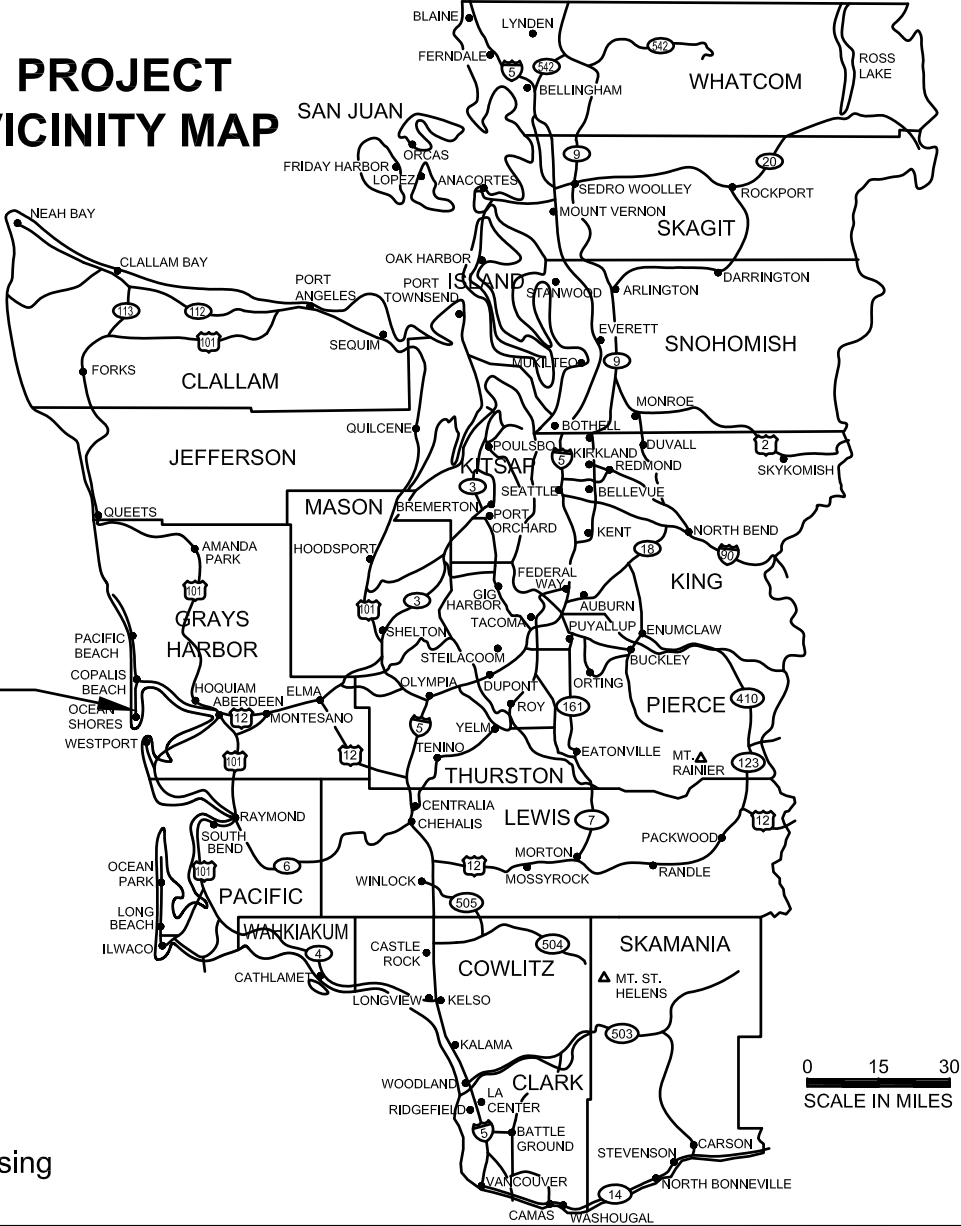 PROJECT
VICINITY MAP
BLAINE
LYNDEN
FERNDALE
542
542
5
BELLINGHAM
WHATCOM
ROSS
LAKE
SAN JUAN
ORCAS
FRIDAY HARBOR
LOPEZ
ANACORTES
9
20
SEDRO WOOLLEY
ROCKPORT
MOUNT VERNON
SKAGIT
NEAH BAY
CLALLAM BAY
OAK HARBOR
ISLAND
PORT
ANGELES
PORT
TOWNSEND
STANWOOD
ARLINGTON
DARRINGTON
113
112
101
SEQUIM
EVERETT
SNOHOMISH
MUKILTEO
9
FORKS
CLALLAM
MONROE
QUILCENE
BOTHELL
2
JEFFERSON
POULSBO
KITSAP
5
KIRKLAND
DUVALL
REDMOND
SKYKOMISH
MASON
3
BREMERTON
SEATTLE
BELLEVUE
QUEETS
PORT
ORCHARD
KENT
NORTH BEND
AMANDA
PARK
HOODSPORT
18
90
101
FEDERAL
WAY
KING
GRAYS
HARBOR
101
3
GIG
HARBOR
AUBURN
TACOMA
PUYALLUP
ENUMCLAW
PACIFIC
BEACH
SHELTON
STEILACOOM
BUCKLEY
COPALIS
BEACH
OLYMPIA
DUPONT
ORTING
HOQUIAM
ELMA
ROY
161
PIERCE
410
OCEAN
SHORES
ABERDEEN
12
MONTESANO
5
WESTPORT
YELM
101
12
TENINO
EATONVILLE
MT.
RAINIER
123
THURSTON
CENTRALIA
CHEHALIS
LEWIS
7
12
RAYMOND
SOUTH
BEND
PACKWOOD
6
MORTON
12
MOSSYROCK
RANDLE
OCEAN
PARK
101
WINLOCK
PACIFIC
505
LONG
BEACH
WAHKIAKUM
ILWACO
4
CASTLE
ROCK
504
SKAMANIA
COWLITZ
CATHLAMET
MT. ST.
HELENS
LONGVIEW
KELSO
503
KALAMA
WOODLAND
CLARK
LA
CENTER
RIDGEFIELD
0 15 30
SCALE IN MILES
5
BATTLE
GROUND
CARSON
STEVENSON
sing
VANCOUVER
NORTH BONNEVILLE
14
CAMAS
WASHOUGAL